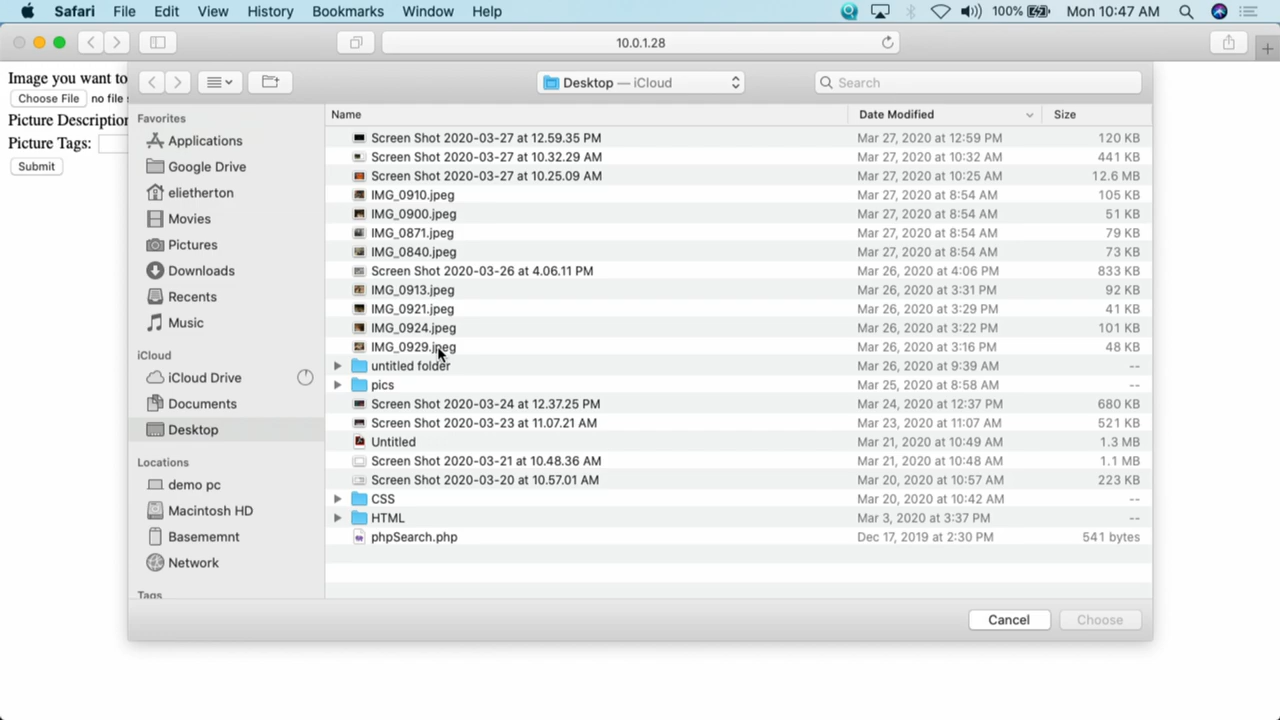 Safari File Edit View History Bookmarks Window Help 100% Mon 10:47 AM
10.0.1.28
Image you want to
Choose File no file
Picture Description
Picture Tags:
Submit
Desktop — iCloud
Search
Favorites
Applications
Google Drive
elietherton
Movies
Pictures
Downloads
Recents
Music
iCloud
iCloud Drive
Documents
Desktop
Locations
demo pc
Macintosh HD
Basememnt
Network
Tags
Name Date Modified Size
Screen Shot 2020-03-27 at 12.59.35 PM Mar 27, 2020 at 12:59 PM 120 KB
Screen Shot 2020-03-27 at 10.32.29 AM Mar 27, 2020 at 10:32 AM 441 KB
Screen Shot 2020-03-27 at 10.25.09 AM Mar 27, 2020 at 10:25 AM 12.6 MB
IMG_0910.jpeg Mar 27, 2020 at 8:54 AM 105 KB
IMG_0900.jpeg Mar 27, 2020 at 8:54 AM 51 KB
IMG_0871.jpeg Mar 27, 2020 at 8:54 AM 79 KB
IMG_0840.jpeg Mar 27, 2020 at 8:54 AM 73 KB
Screen Shot 2020-03-26 at 4.06.11 PM Mar 26, 2020 at 4:06 PM 833 KB
IMG_0913.jpeg Mar 26, 2020 at 3:31 PM 92 KB
IMG_0921.jpeg Mar 26, 2020 at 3:29 PM 41 KB
IMG_0924.jpeg Mar 26, 2020 at 3:22 PM 101 KB
IMG_0929.jpeg Mar 26, 2020 at 3:16 PM 48 KB
untitled folder Mar 26, 2020 at 9:39 AM --
pics Mar 25, 2020 at 8:58 AM --
Screen Shot 2020-03-24 at 12.37.25 PM Mar 24, 2020 at 12:37 PM 680 KB
Screen Shot 2020-03-23 at 11.07.21 AM Mar 23, 2020 at 11:07 AM 521 KB
Untitled Mar 21, 2020 at 10:49 AM 1.3 MB
Screen Shot 2020-03-21 at 10.48.36 AM Mar 21, 2020 at 10:48 AM 1.1 MB
Screen Shot 2020-03-20 at 10.57.01 AM Mar 20, 2020 at 10:57 AM 223 KB
CSS Mar 20, 2020 at 10:42 AM --
HTML Mar 3, 2020 at 3:37 PM --
phpSearch.php Dec 17, 2019 at 2:30 PM 541 bytes
Cancel Choose